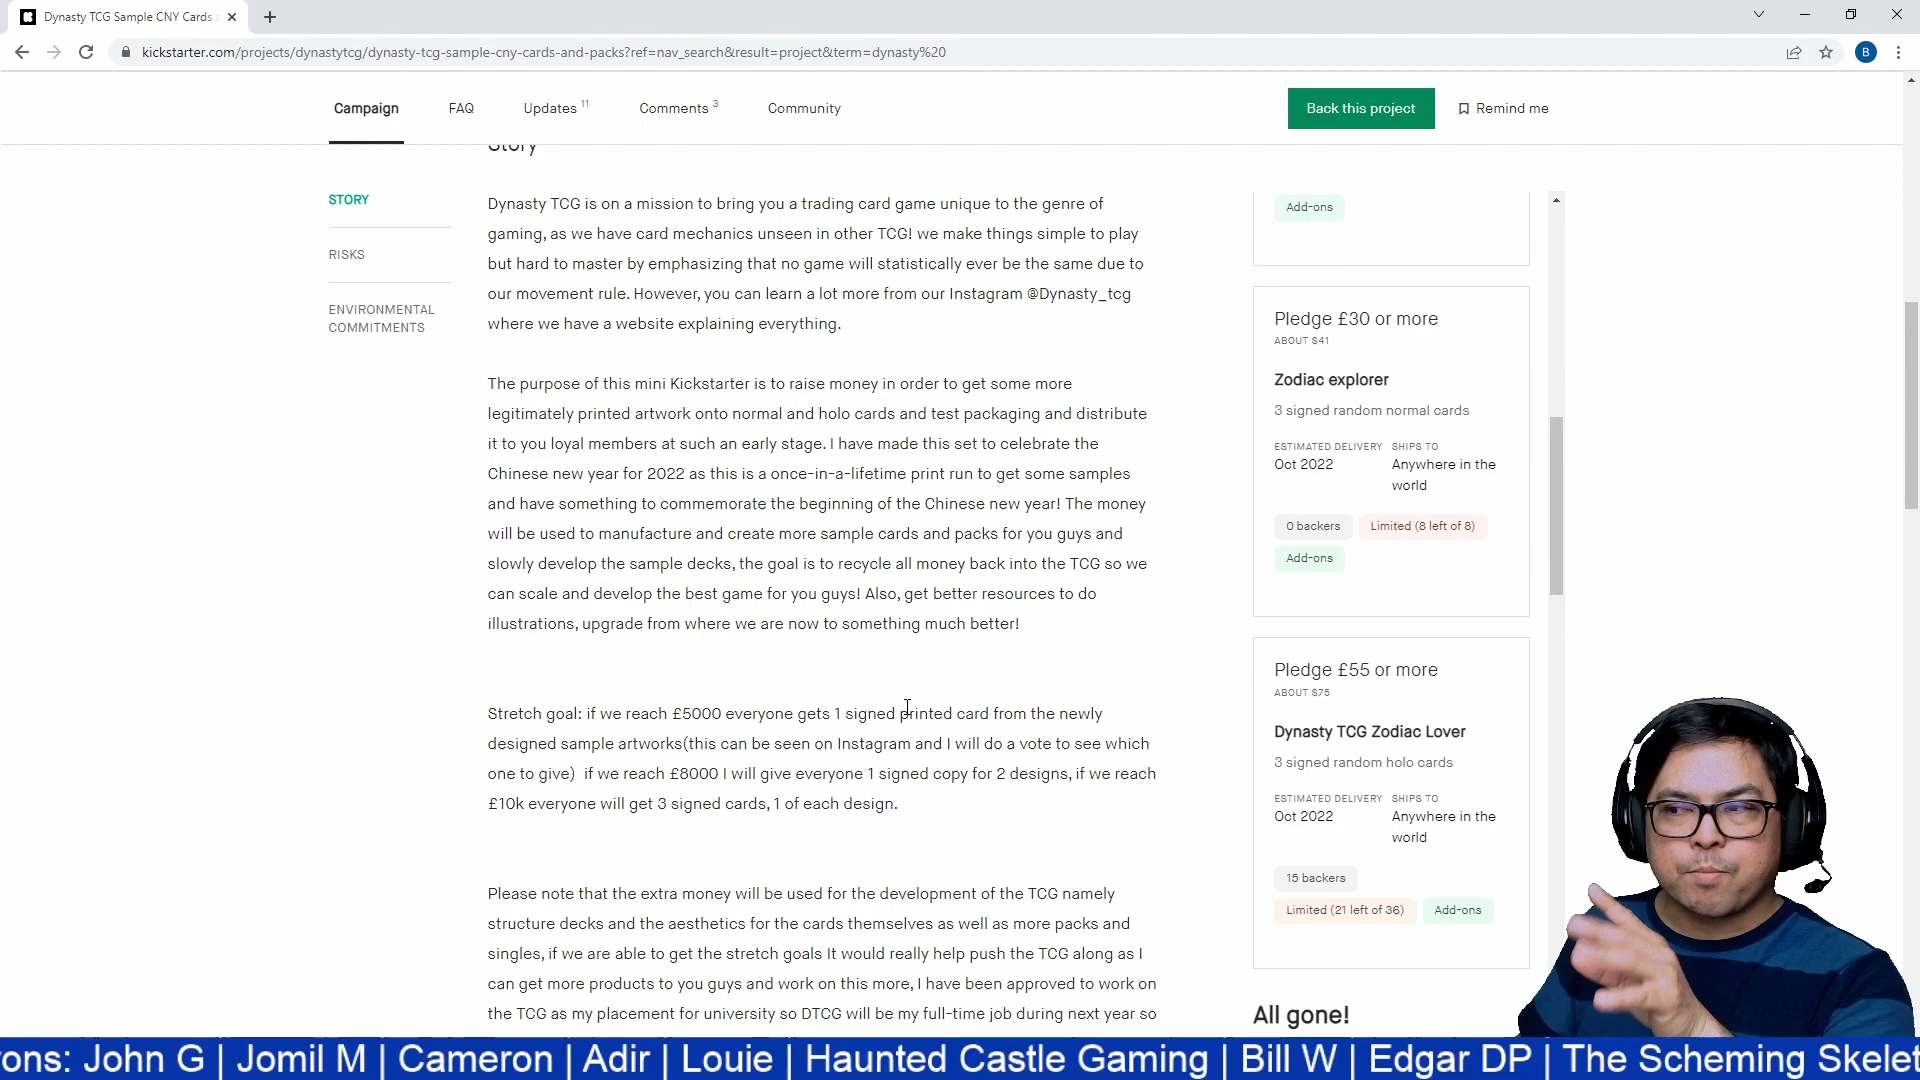 Dynasty TCG Sample CNY Cards
kickstarter.com/projects/dynastytcg/dynasty-tcg-sample-cny-cards-and-packs?ref=nav_search&result=project&term=dynasty%20
B
Campaign
FAQ
Updates 11
Comments 3
Community
Back this project
Remind me
Story
STORY
RISKS
ENVIRONMENTAL
COMMITMENTS
Dynasty TCG is on a mission to bring you a trading card game unique to the genre of
gaming, as we have card mechanics unseen in other TCG! we make things simple to play
but hard to master by emphasizing that no game will statistically ever be the same due to
our movement rule. However, you can learn a lot more from our Instagram @Dynasty_tcg
where we have a website explaining everything.
The purpose of this mini Kickstarter is to raise money in order to get some more
legitimately printed artwork onto normal and holo cards and test packaging and distribute
it to you loyal members at such an early stage. I have made this set to celebrate the
Chinese new year for 2022 as this is a once-in-a-lifetime print run to get some samples
and have something to commemorate the beginning of the Chinese new year! The money
will be used to manufacture and create more sample cards and packs for you guys and
slowly develop the sample decks, the goal is to recycle all money back into the TCG so we
can scale and develop the best game for you guys! Also, get better resources to do
illustrations, upgrade from where we are now to something much better!
Stretch goal: if we reach £5000 everyone gets 1 signed printed card from the newly
designed sample artworks(this can be seen on Instagram and I will do a vote to see which
one to give)  if we reach £8000 I will give everyone 1 signed copy for 2 designs, if we reach
£10k everyone will get 3 signed cards, 1 of each design.
Please note that the extra money will be used for the development of the TCG namely
structure decks and the aesthetics for the cards themselves as well as more packs and
singles, if we are able to get the stretch goals It would really help push the TCG along as I
can get more products to you guys and work on this more, I have been approved to work on
the TCG as my placement for university so DTCG will be my full-time job during next year so
Add-ons
Pledge £30 or more
ABOUT $41
Zodiac explorer
3 signed random normal cards
ESTIMATED DELIVERY SHIPS TO
Oct 2022 Anywhere in the
world
0 backers Limited (8 left of 8)
Add-ons
Pledge £55 or more
ABOUT $75
Dynasty TCG Zodiac Lover
3 signed random holo cards
ESTIMATED DELIVERY SHIPS TO
Oct 2022 Anywhere in the
world
15 backers
Limited (21 left of 36) Add-ons
All gone!
rons: John G | Jomil M | Cameron | Adir | Louie | Haunted Castle Gaming | Bill W | Edgar DP | The Scheming Skelet